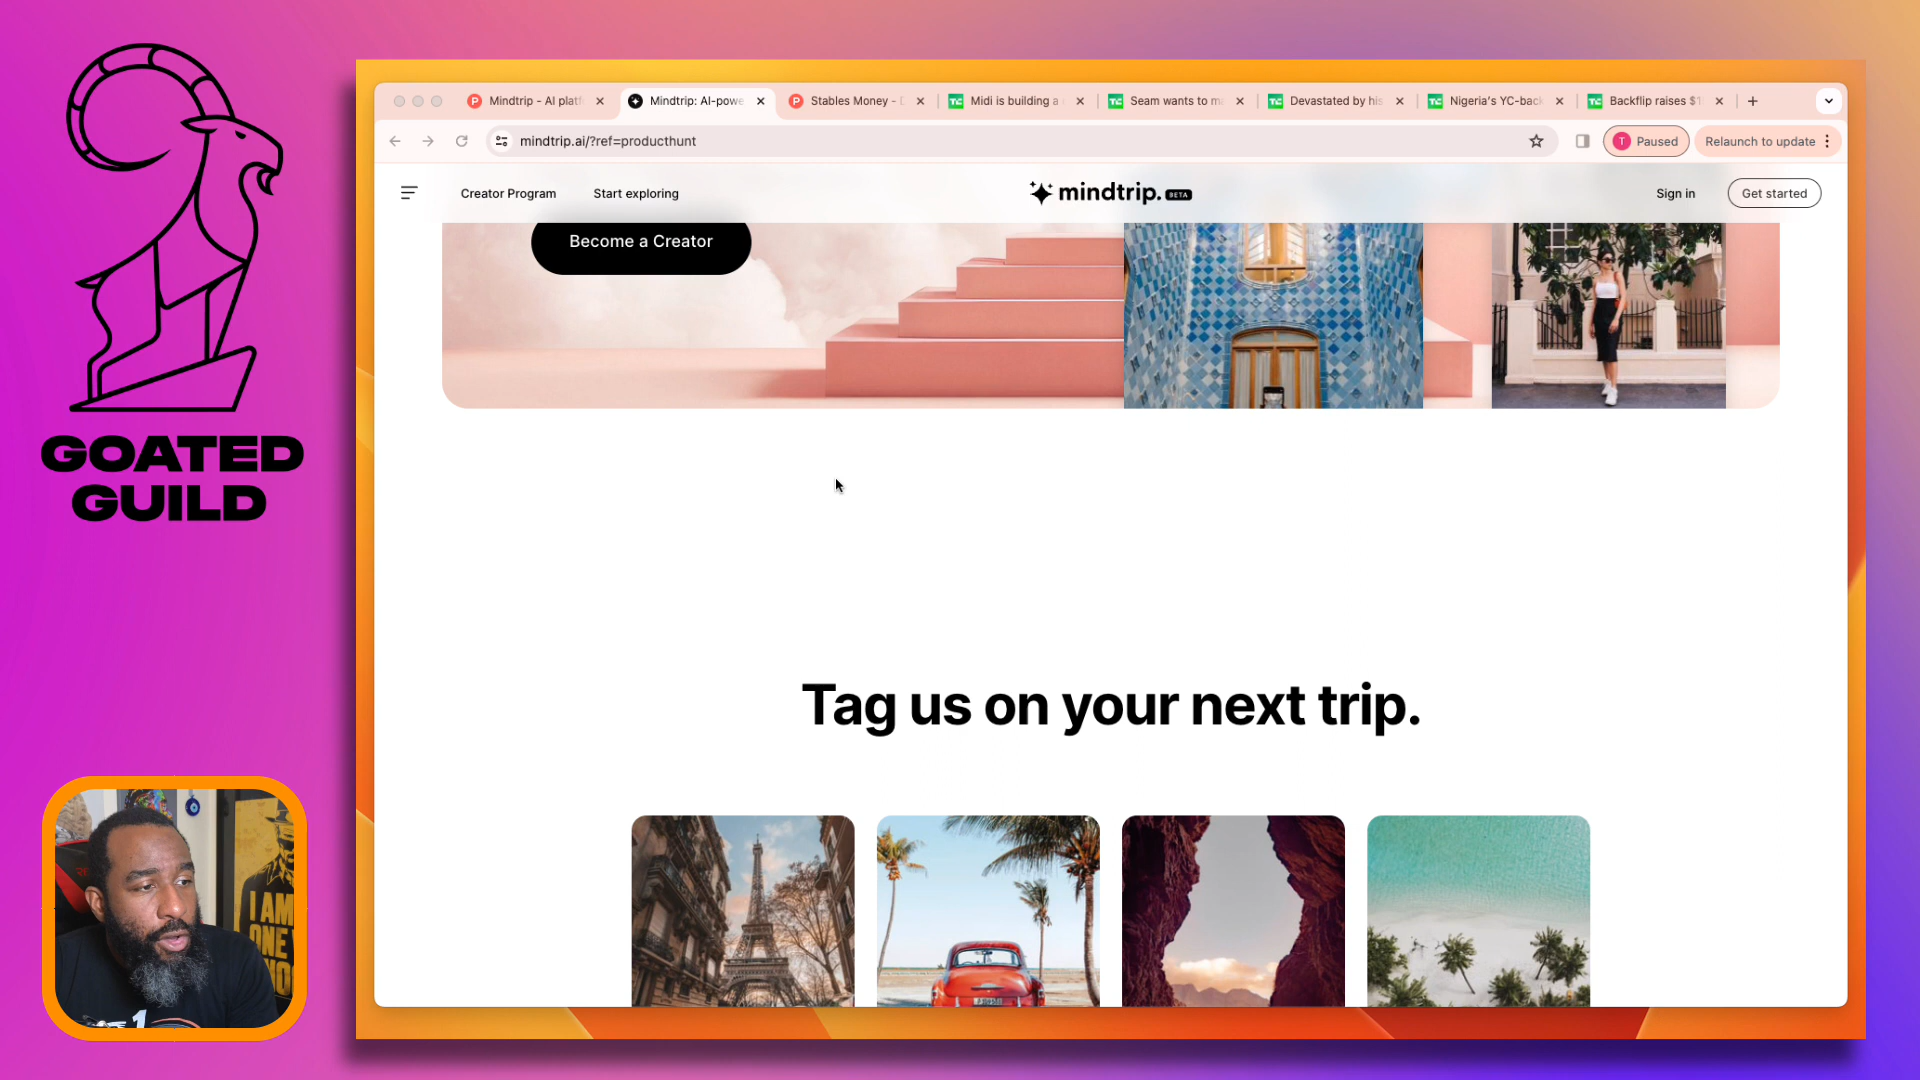 GOATED
GUILD
Mindtrip - AI platf
Mindtrip: AI-powe
Stables Money -
Midi is building a
Seam wants to m
Devastated by his
Nigeria's YC-back
Backflip raises $1
mindtrip.ai/?ref=producthunt
T
Paused
Relaunch to update
Creator Program
Start exploring
mindtrip. BETA
Sign in
Get started
Become a Creator
Tag us on your next trip.
I AM
ONE